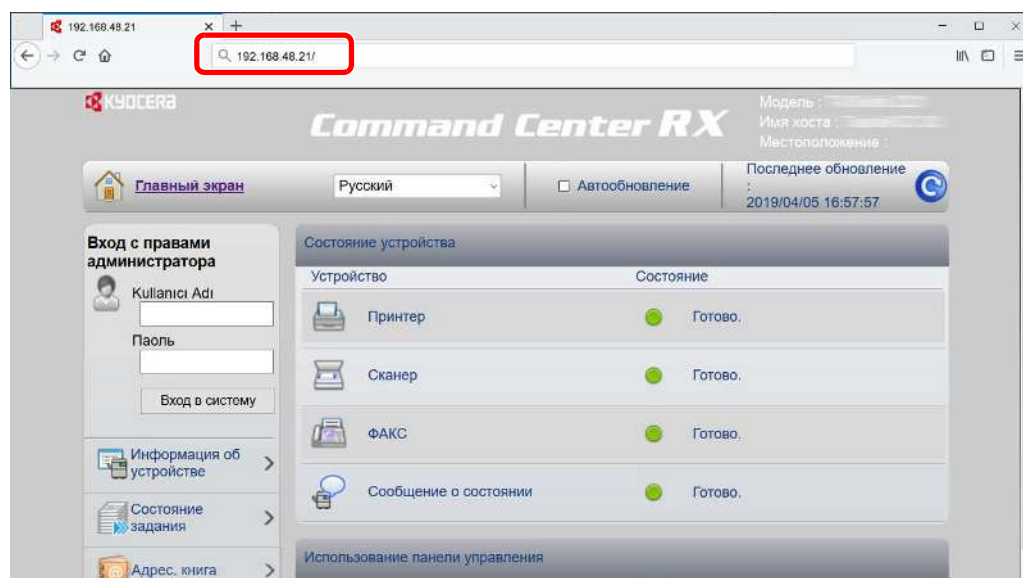 192.168.48.21
192.168.48.21/
KYOCERA
Command Center RX
Модель :
Имя хоста :
Местоположение :
Главный экран
Русский
Автообновление
Последнее обновление
:
2019/04/05 16:57:57
Вход с правами
администратора
Kullanıcı Adı
Паоль
Вход в систему
Информация об
устройстве
Состояние
задания
Адрес. книга
Состояние устройства
Устройство Состояние
Принтер Готово.
Сканер Готово.
ФАКС Готово.
Сообщение о состоянии Готово.
Использование панели управления